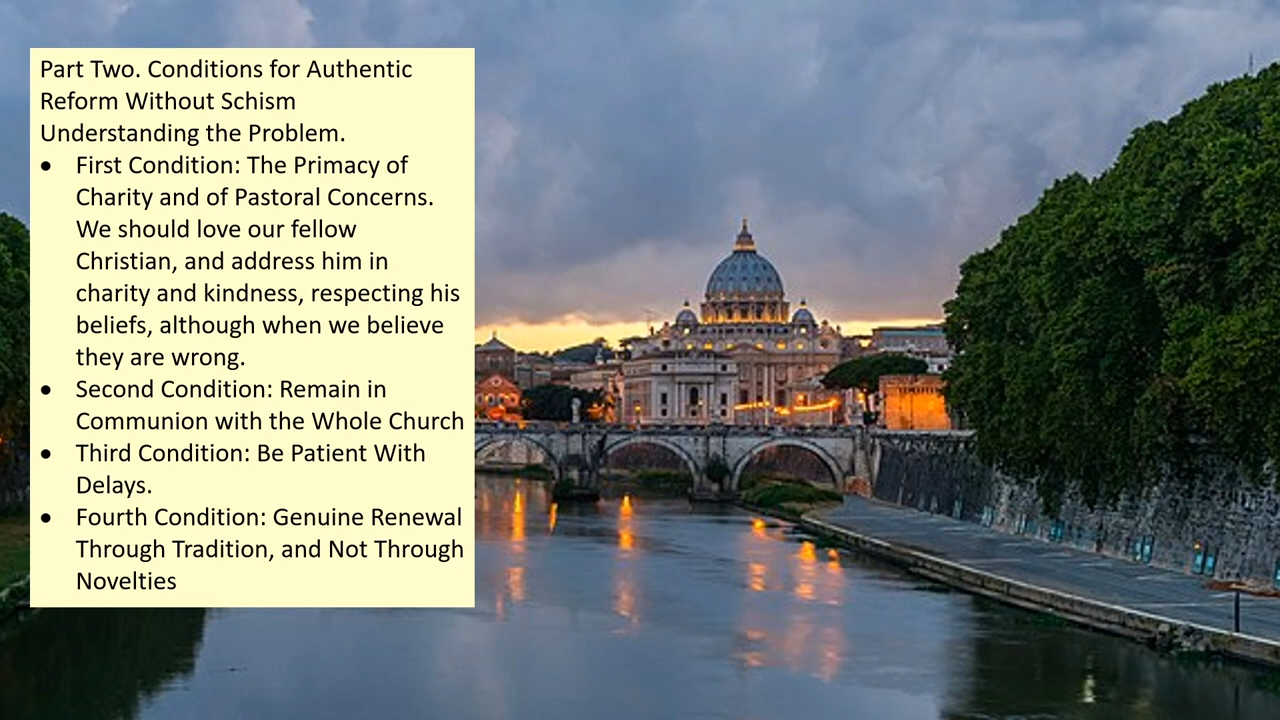 Part Two. Conditions for Authentic
Reform Without Schism
Understanding the Problem.
• First Condition: The Primacy of
Charity and of Pastoral Concerns.
We should love our fellow
Christian, and address him in
charity and kindness, respecting his
beliefs, although when we believe
they are wrong.
• Second Condition: Remain in
Communion with the Whole Church
• Third Condition: Be Patient With
Delays.
• Fourth Condition: Genuine Renewal
Through Tradition, and Not Through
Novelties